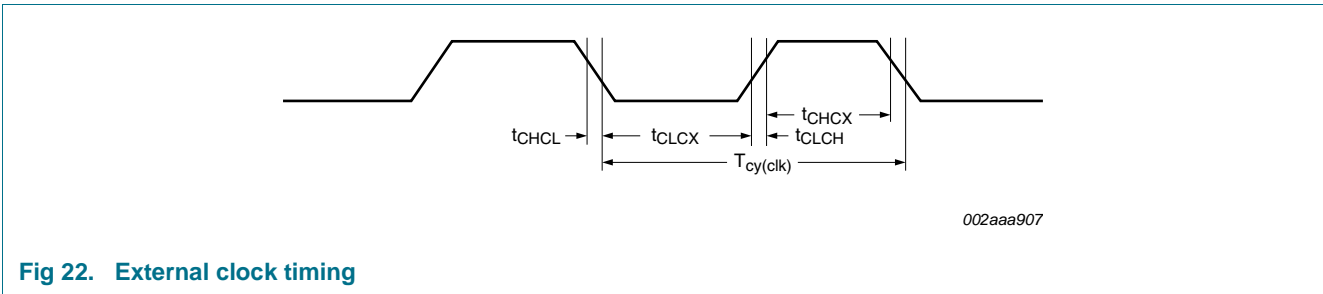 tCHCX
tCHCL
tCLCX
tCLCH
Tcy(clk)
002aaa907
Fig 22. External clock timing